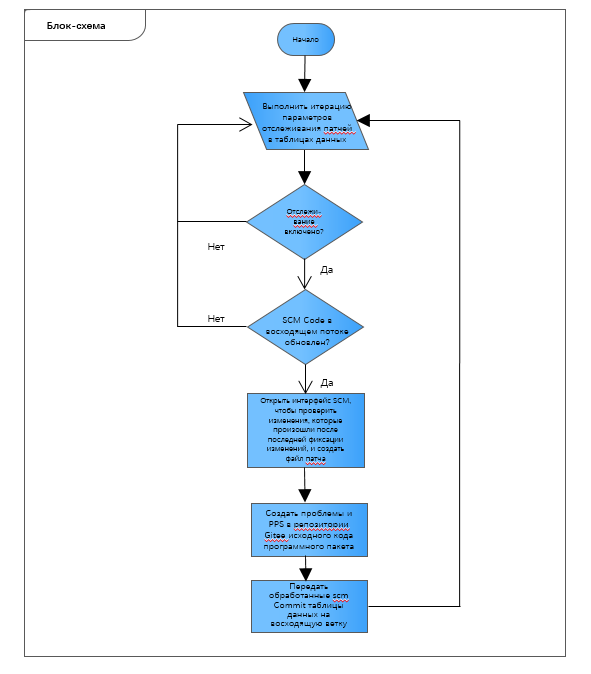 Блок-схема
Начало
Выполнить итерацию
параметров
отслеживания патчей
в таблицах данных
Отслежи-
вание
включено?
Нет
Да
SCM Code в
восходящем потоке
обновлен?
Нет
Да
Открыть интерфейс SCM,
чтобы проверить
изменения, которые
произошли после
последней фиксации
изменений, и создать
файл патча
Создать проблемы и
PPS в репозитории
Gitee исходного кода
программного пакета
Передать
обработанные scm
Commit таблицы
данных на
восходящую ветку